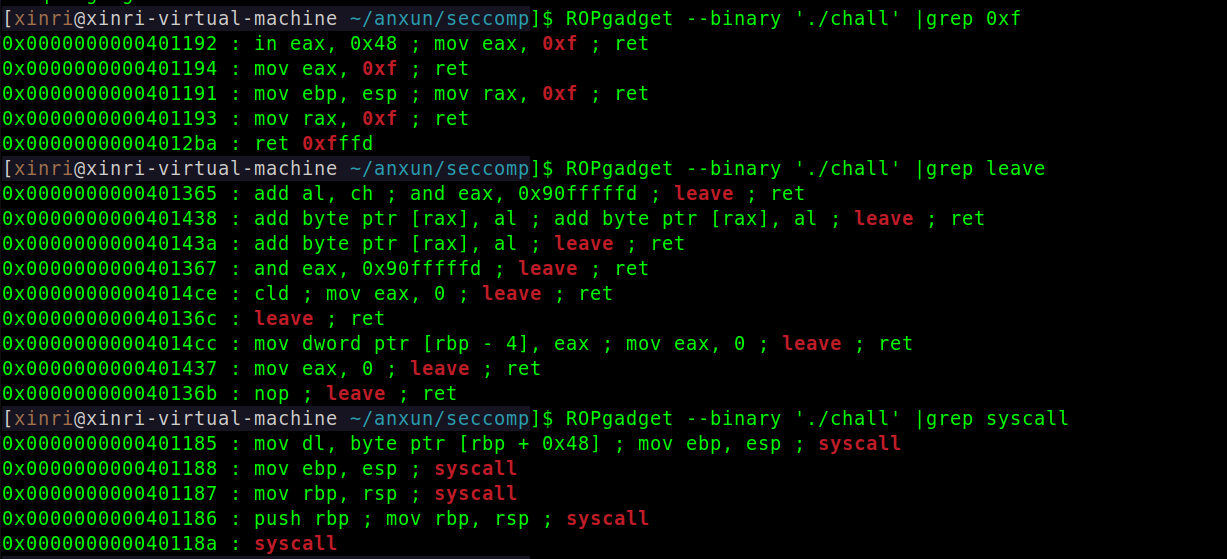 [xinri@xinri-virtual-machine ~/anxun/seccomp]$ ROPgadget --binary './chall' |grep 0xf
0x0000000000401192 : in eax, 0x48 ; mov eax, 0xf ; ret
0x0000000000401194 : mov eax, 0xf ; ret
0x0000000000401191 : mov ebp, esp ; mov rax, 0xf ; ret
0x0000000000401193 : mov rax, 0xf ; ret
0x00000000004012ba : ret 0xfffd
[xinri@xinri-virtual-machine ~/anxun/seccomp]$ ROPgadget --binary './chall' |grep leave
0x0000000000401365 : add al, ch ; and eax, 0x90fffffd ; leave ; ret
0x0000000000401438 : add byte ptr [rax], al ; add byte ptr [rax], al ; leave ; ret
0x000000000040143a : add byte ptr [rax], al ; leave ; ret
0x0000000000401367 : and eax, 0x90fffffd ; leave ; ret
0x00000000004014ce : cld ; mov eax, 0 ; leave ; ret
0x000000000040136c : leave ; ret
0x00000000004014cc : mov dword ptr [rbp - 4], eax ; mov eax, 0 ; leave ; ret
0x0000000000401437 : mov eax, 0 ; leave ; ret
0x000000000040136b : nop ; leave ; ret
[xinri@xinri-virtual-machine ~/anxun/seccomp]$ ROPgadget --binary './chall' |grep syscall
0x0000000000401185 : mov dl, byte ptr [rbp + 0x48] ; mov ebp, esp ; syscall
0x0000000000401188 : mov ebp, esp ; syscall
0x0000000000401187 : mov rbp, rsp ; syscall
0x0000000000401186 : push rbp ; mov rbp, rsp ; syscall
0x000000000040118a : syscall